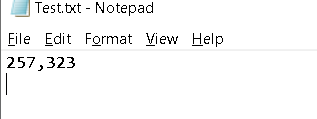 Test.txt - Notepad
File Edit Format View Help
257,323